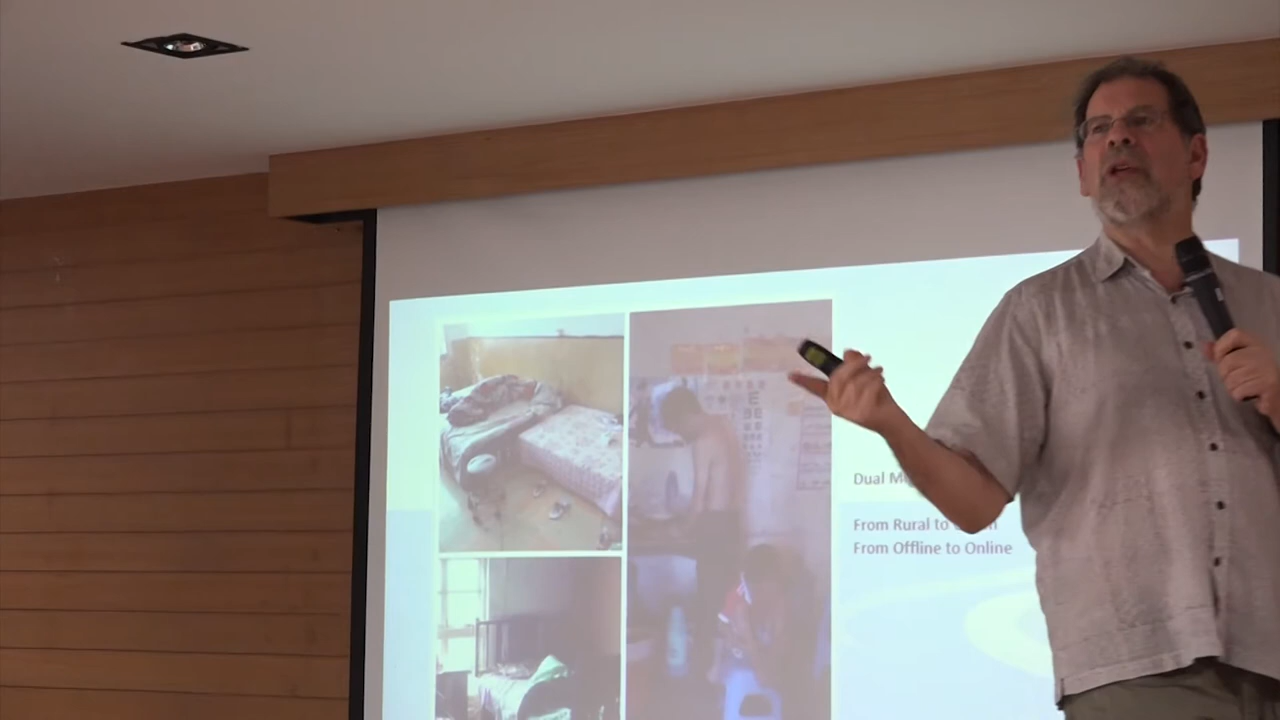 Dual
From Rural to
From Offline to Online
E